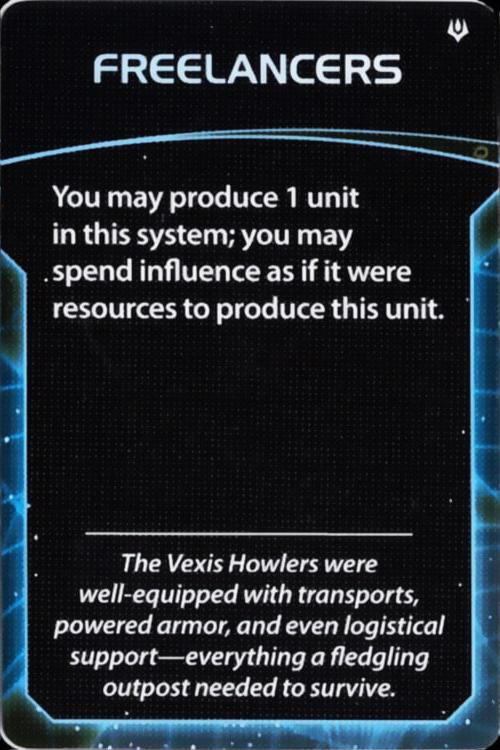 FREELANCERS
You may produce 1 unit
in this system; you may
spend influence as if it were
resources to produce this unit.
The Vexis Howlers were
well-equipped with transports,
powered armor, and even logistical
support—everything a fledgling
outpost needed to survive.